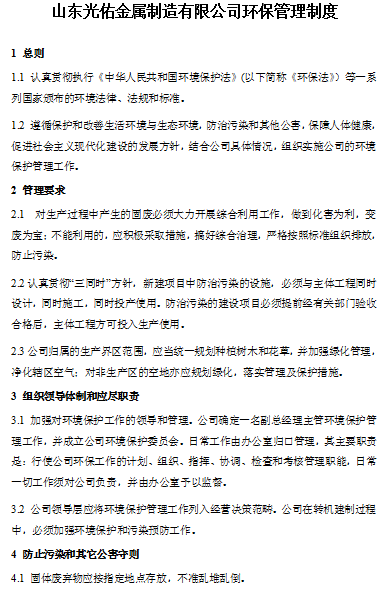 山东光佑金属制造有限公司环保管理制度
1 总则
1.1 认真贯彻执行《中华人民共和国环境保护法》(以下简称《环保法》）等一系
列国家颁布的环境法律、法规和标准。
1.2 遵循保护和改善生活环境与生态环境，防治污染和其他公害，保障人体健康，
促进社会主义现代化建设的发展方针，结合公司具体情况，组织实施公司的环境
保护管理工作。
2 管理要求
2.1 对生产过程中产生的固废必须大力开展综合利用工作，做到化害为利，变
废为宝；不能利用的，应积极采取措施，搞好综合治理，严格按照标准组织排放，
防止污染。
2.2 认真贯彻“三同时”方针，新建项目中防治污染的设施，必须与主体工程同时
设计，同时施工，同时投产使用。防治污染的建设项目必须提前经有关部门验收
合格后，主体工程方可投入生产使用。
2.3 公司归属的生产界区范围，应当统一规划种植树木和花草，并加强绿化管理，
净化辖区空气；对非生产区的空地亦应规划绿化，落实管理及保护措施。
3 组织领导体制和应尽职责
3.1 加强对环境保护工作的领导和管理。公司确定一名副总经理主管环境保护管
理工作，并成立公司环境保护委员会。日常工作由办公室归口管理，其主要职责
是：行使公司环保工作的计划、组织、指挥、协调、检查和考核管理职能，日常
一切工作须对公司负责，并由办公室予以监督。
3.2 公司领导层应将环境保护管理工作列入经营决策范畴。公司在转机建制过程
中，必须加强环境保护和污染预防工作。
4 防止污染和其它公害守则
4.1 固体废弃物应按指定地点存放，不准乱堆乱倒。